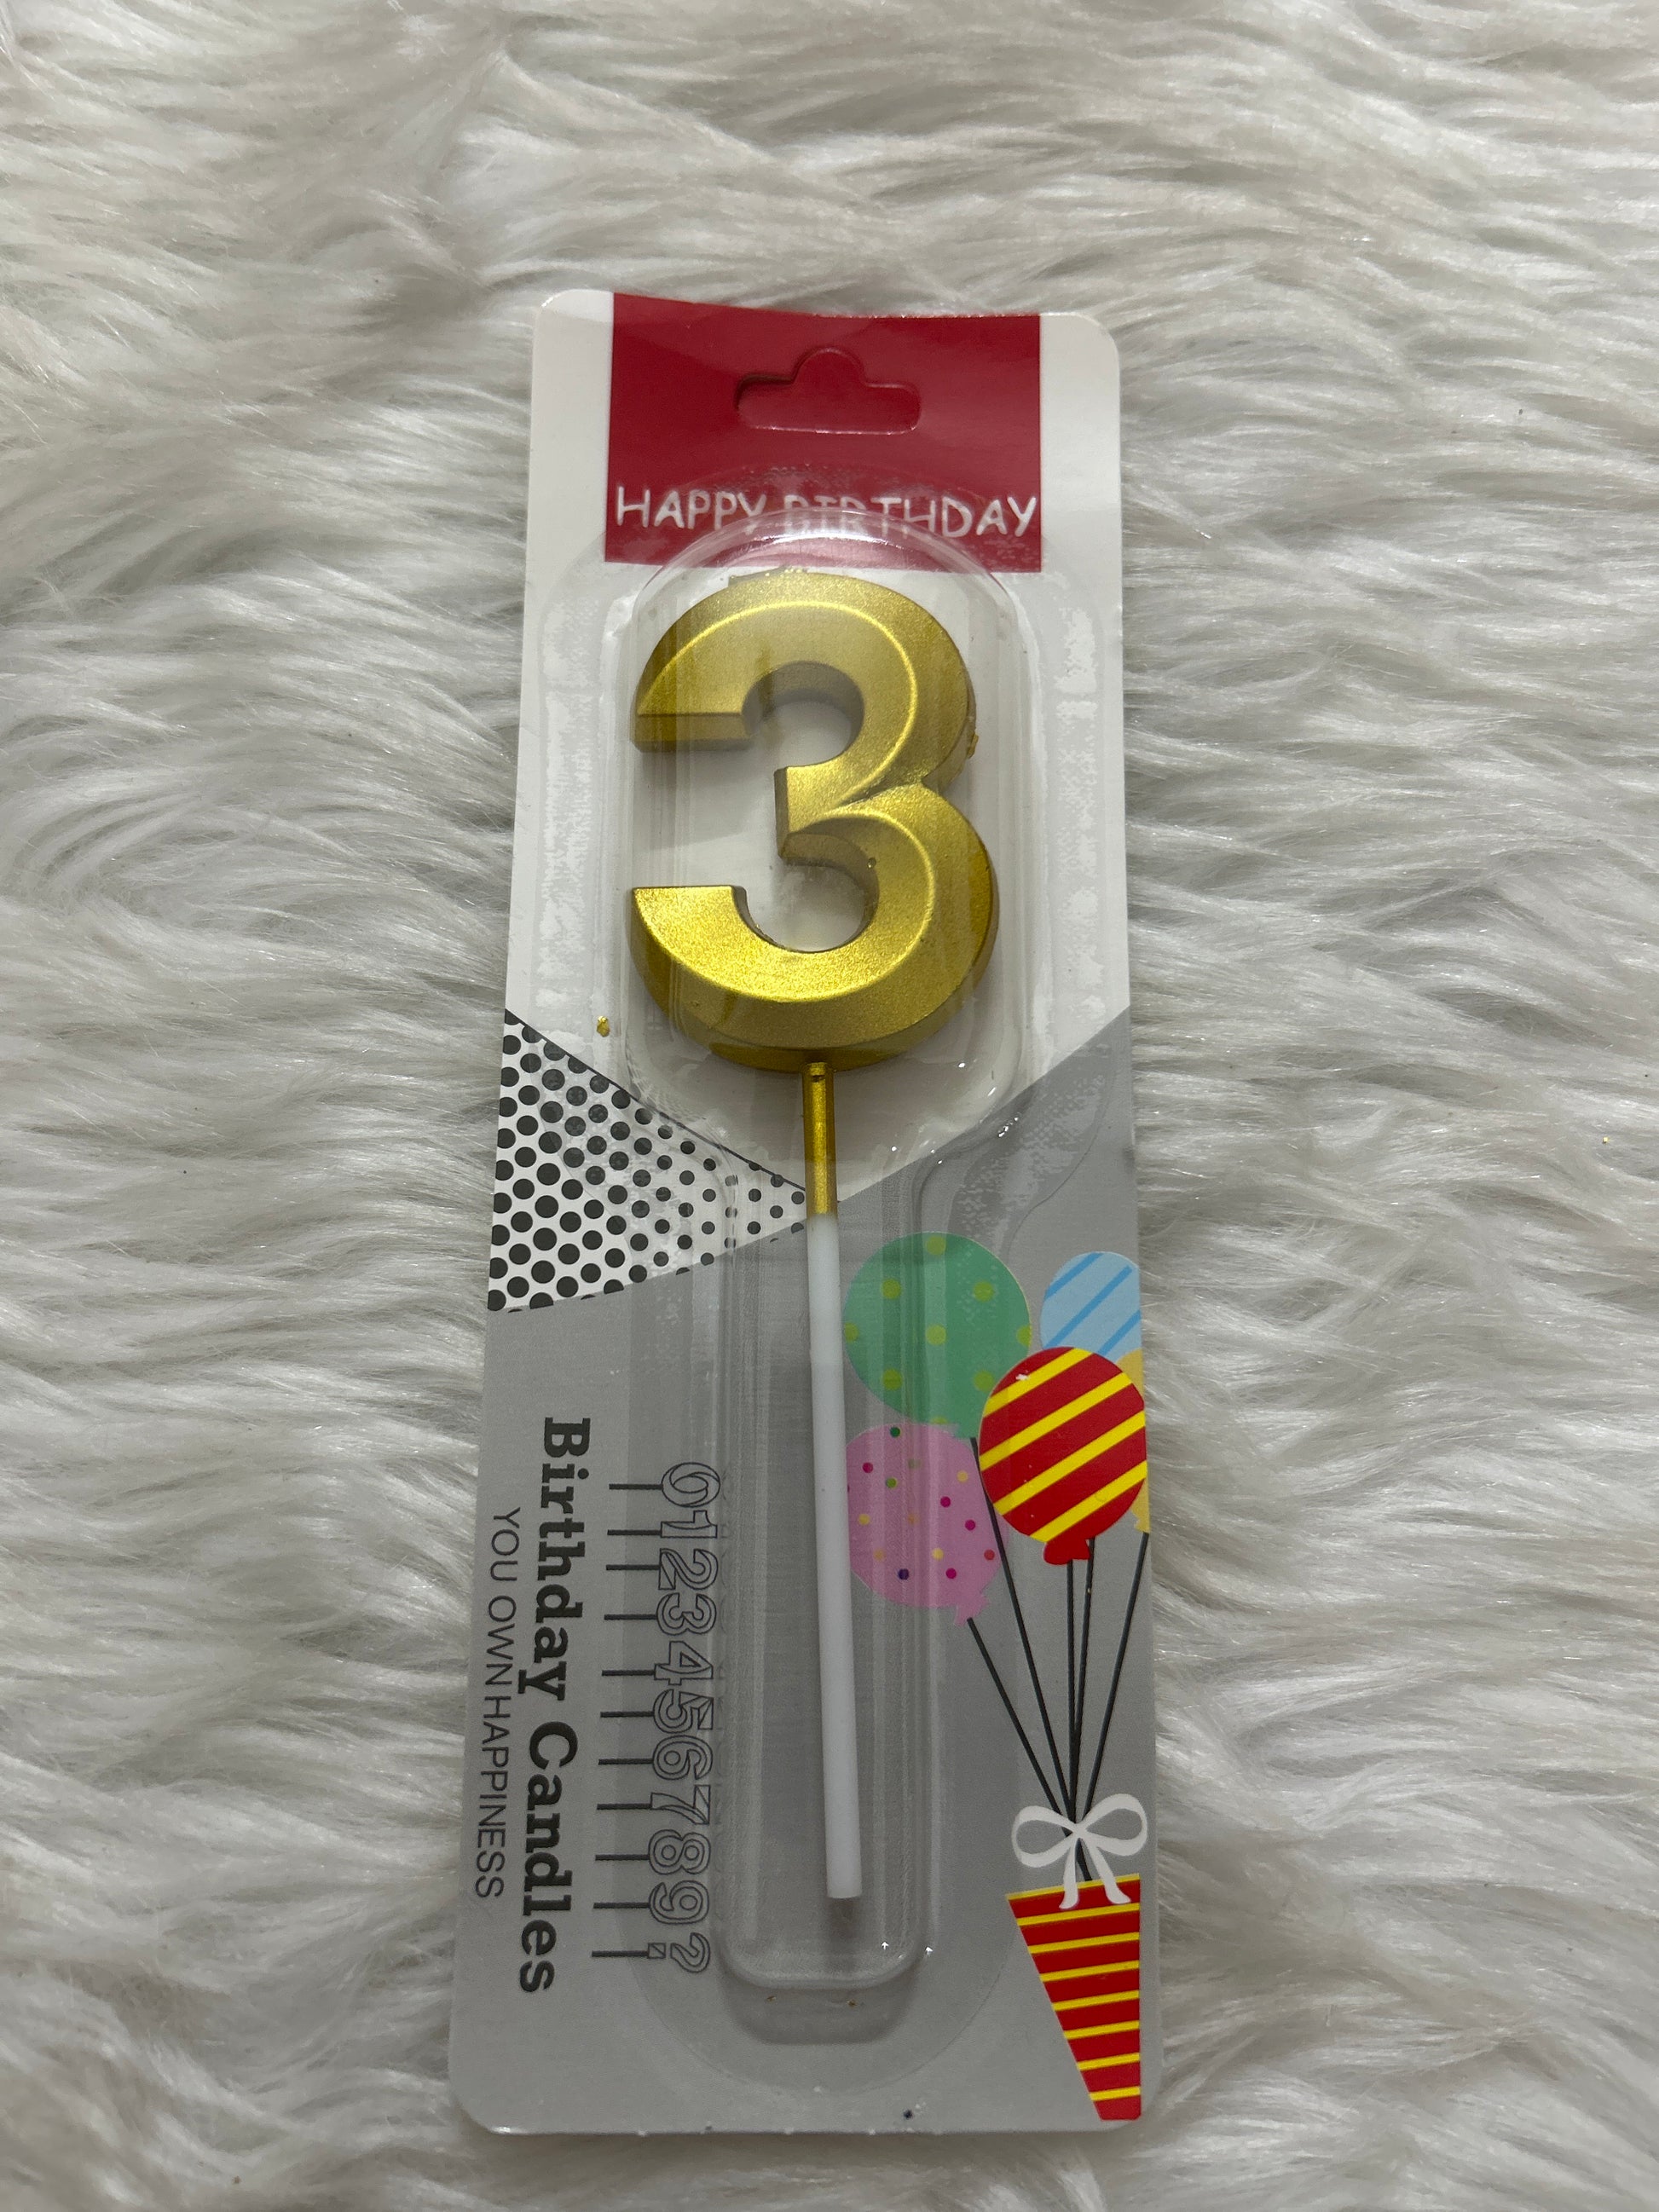 HAPPY BIRTHDAY
3
0123456789?
Birthday Candles
YOU OWN HAPPINESS